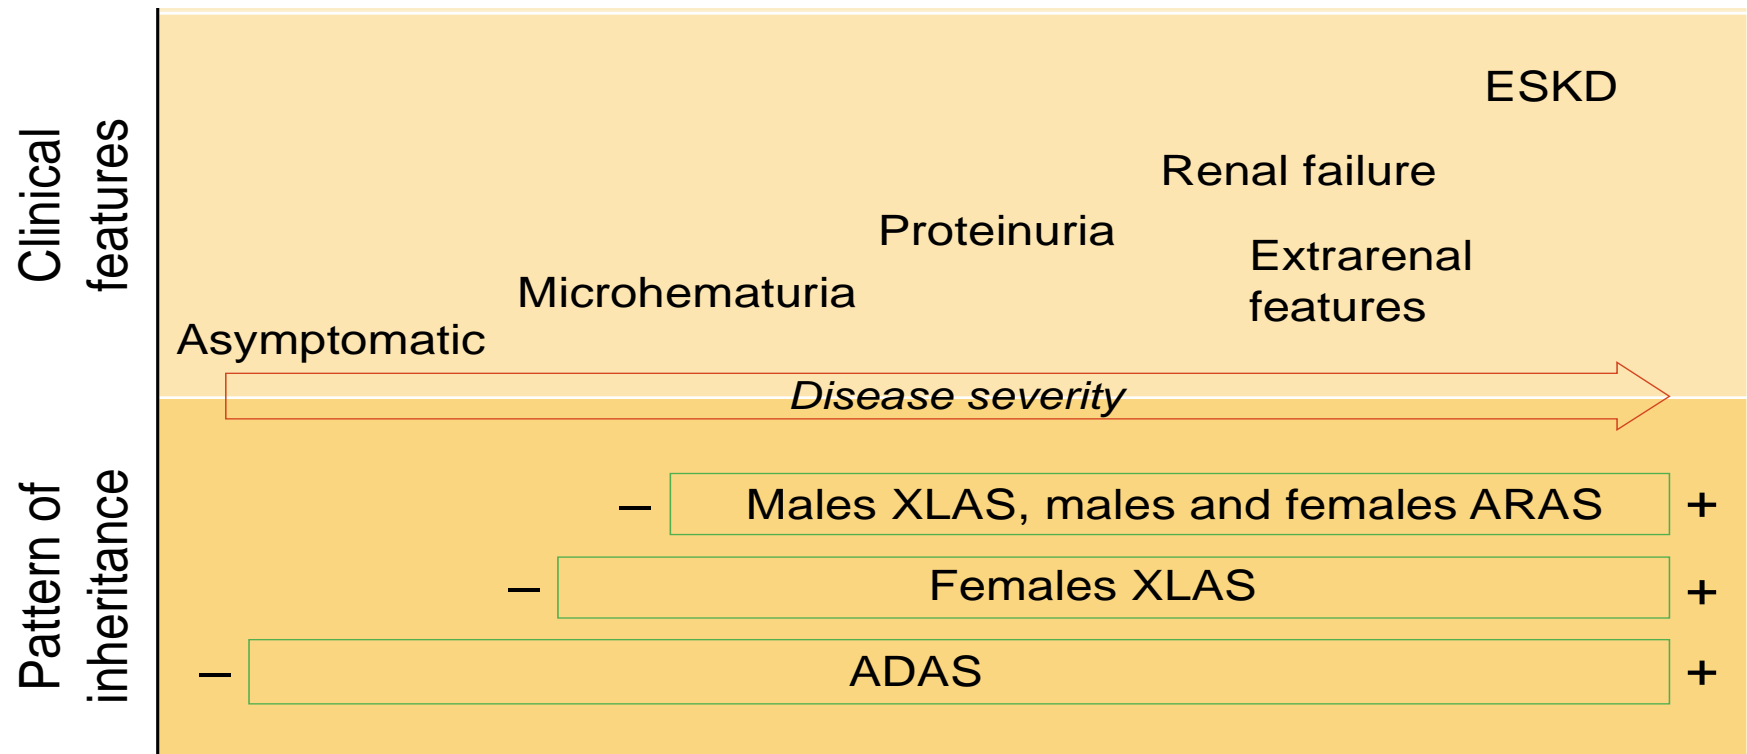 Clinical
features
ESKD
Renal failure
Proteinuria
Extrarenal
features
Microhematuria
Asymptomatic
Disease severity
Pattern of
inheritance
– Males XLAS, males and females ARAS +
– Females XLAS +
– ADAS +